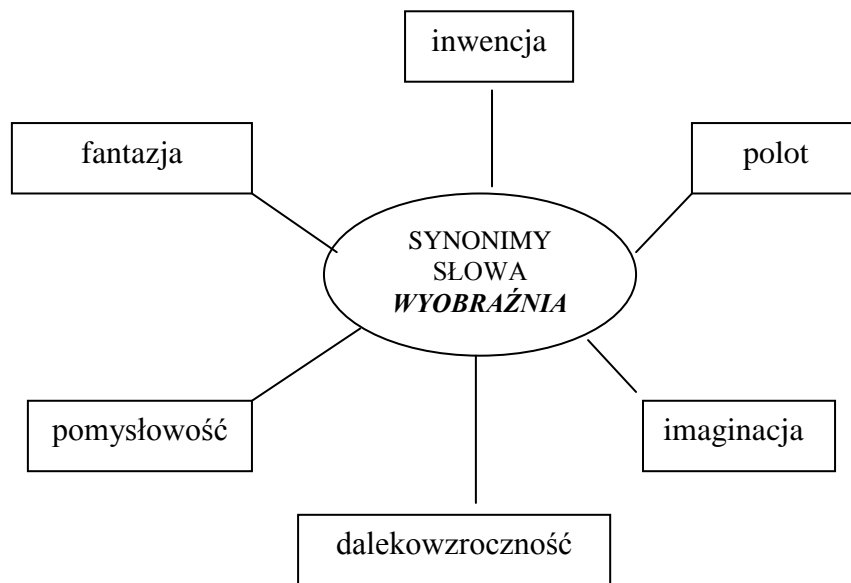 inwencja
fantazja
polot
SYNONIMY
SŁOWA
WYOBRAŹNIA
pomysłowość
imaginacja
dalekowzroczność